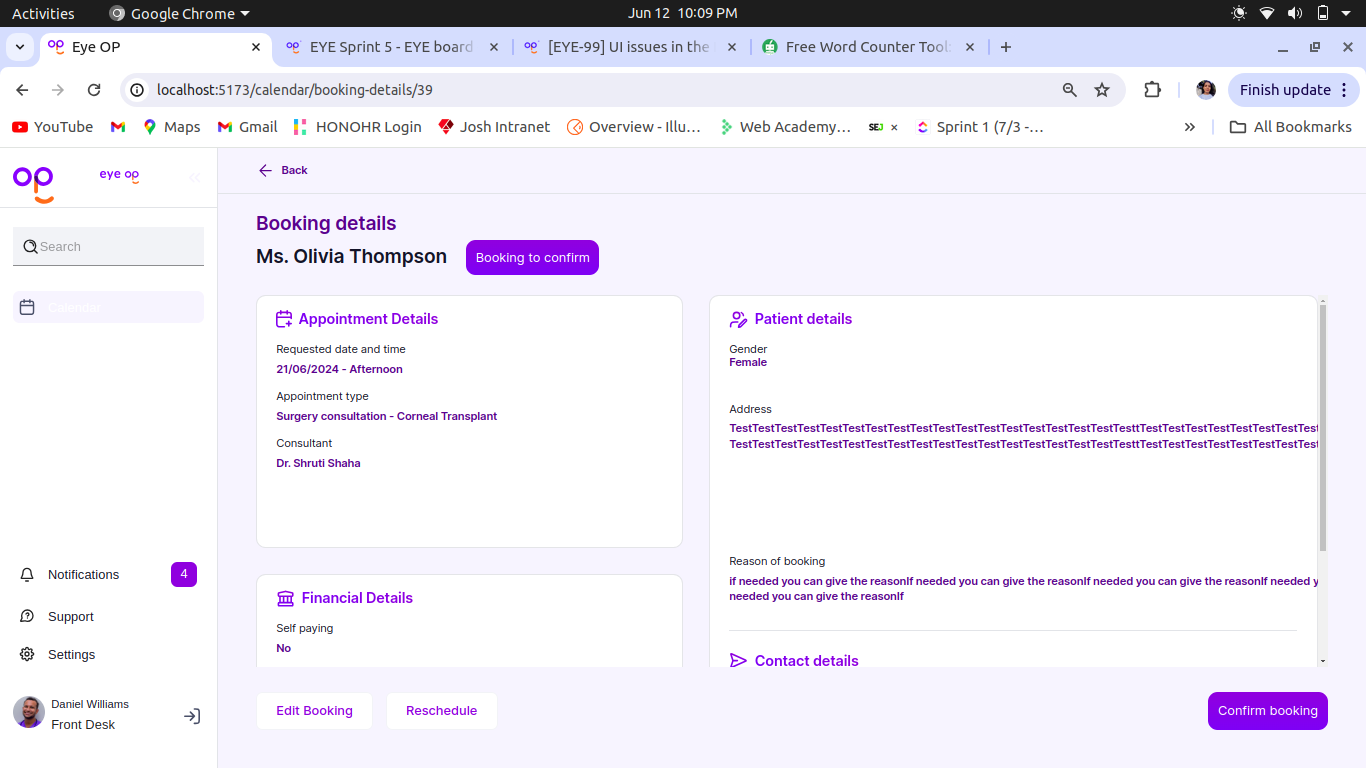 Activities
Google Chrome
Jun 12 10:09 PM
Eye OP
EYE Sprint 5 - EYE board
[EYE-99] UI issues in the
Free Word Counter Tool:
localhost:5173/calendar/booking-details/39
Finish update
YouTube
Maps
Gmail
HONOHR Login
Josh Intranet
Overview - Illu…
Web Academy…
SEJ
×
Sprint 1 (7/3 -…
All Bookmarks
op
eye op
Search
Calendar
Notifications
4
Support
Settings
Daniel Williams
Front Desk
Back
Booking details
Ms. Olivia Thompson
Booking to confirm
Appointment Details
Requested date and time
21/06/2024 - Afternoon
Appointment type
Surgery consultation - Corneal Transplant
Consultant
Dr. Shruti Shaha
Financial Details
Self paying
No
Patient details
Gender
Female
Address
TestTestTestTestTestTestTestTestTestTestTestTestTestTestTestTestTestTesttTestTestTestTestTestTestTestTest
TestTestTestTestTestTestTestTestTestTestTestTestTestTestTestTestTestTesttTestTestTestTestTestTestTestTest
Reason of booking
if needed you can give the reasonIf needed you can give the reasonIf needed you can give the reasonIf needed y
needed you can give the reasonIf
Contact details
Edit Booking
Reschedule
Confirm booking